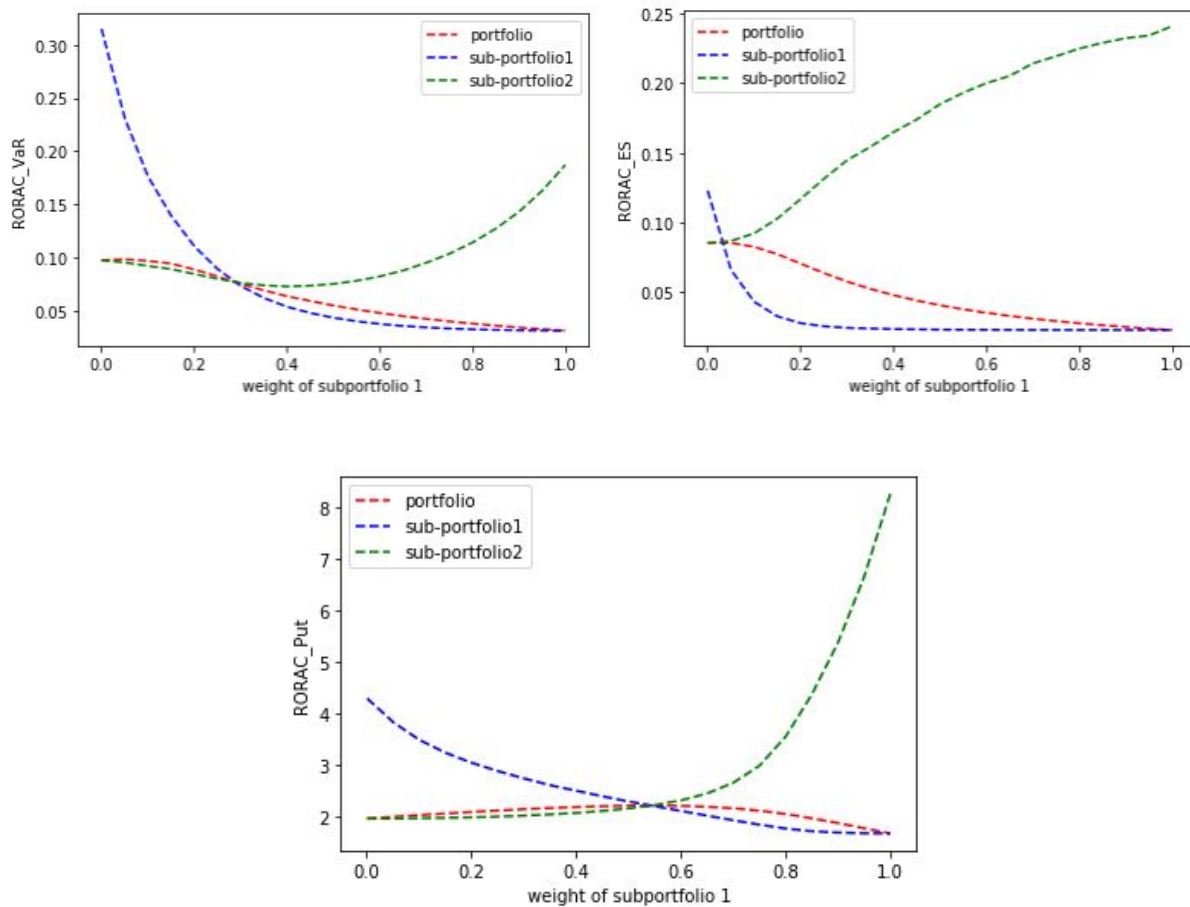 portfolio
sub-portfolio1
sub-portfolio2
0.30
0.25
0.20
0.15
0.10
0.05
RORAC_VaR
0.0 0.2 0.4 0.6 0.8 1.0
weight of subportfolio 1
portfolio
sub-portfolio1
sub-portfolio2
0.25
0.20
0.15
0.10
0.05
RORAC_ES
0.0 0.2 0.4 0.6 0.8 1.0
weight of subportfolio 1
portfolio
sub-portfolio1
sub-portfolio2
8
7
6
5
4
3
2
RORAC_Put
0.0 0.2 0.4 0.6 0.8 1.0
weight of subportfolio 1